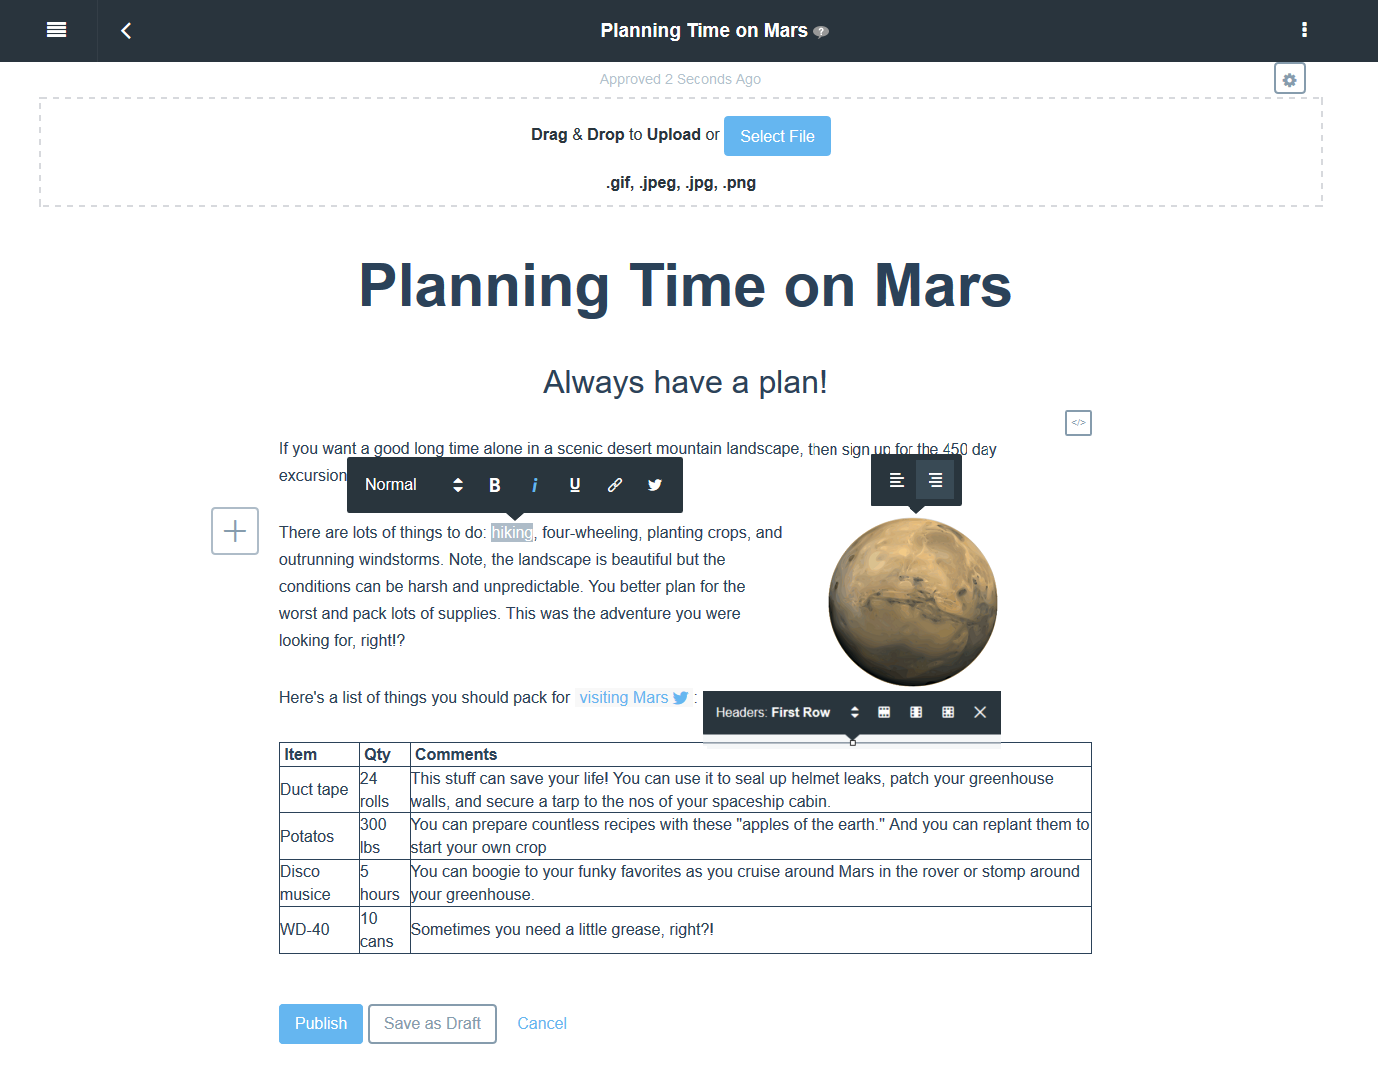 Planning Time on Mars ?
Approved 2 Seconds Ago
Drag & Drop to Upload or Select File
.gif, .jpeg, .jpg, .png
Planning Time on Mars
Always have a plan!
</>
If you want a good long time alone in a scenic desert mountain landscape, then sign up for the 450 day
excursion
Normal B i U
There are lots of things to do: hiking, four-wheeling, planting crops, and
outrunning windstorms. Note, the landscape is beautiful but the
conditions can be harsh and unpredictable. You better plan for the
worst and pack lots of supplies. This was the adventure you were
looking for, right!?
Here's a list of things you should pack for visiting Mars :
Headers: First Row
Item Qty Comments
Duct tape 24 rolls This stuff can save your life! You can use it to seal up helmet leaks, patch your greenhouse
walls, and secure a tarp to the nos of your spaceship cabin.
Potatos 300 lbs You can prepare countless recipes with these "apples of the earth." And you can replant them to
start your own crop
Disco musice 5 hours You can boogie to your funky favorites as you cruise around Mars in the rover or stomp around
your greenhouse.
WD-40 10 cans Sometimes you need a little grease, right?!
Publish Save as Draft Cancel